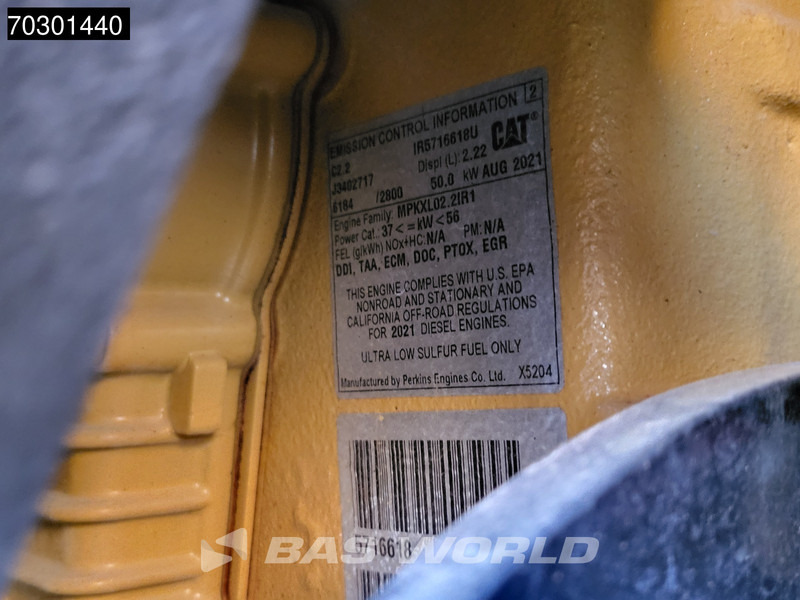 70301440
EMISSION CONTROL INFORMATION 2
C2.2 IR5716618U CAT®
J3402717 Displ (L): 2.22
6184 /2800 50.0 kW AUG 2021
Engine Family: MPKXL02.2IR1
Power Cat.: 37 < = kW < 56
FEL (g/kWh) NOx+HC: N/A PM: N/A
DDI, TAA, ECM, DOC, PTOX, EGR
THIS ENGINE COMPLIES WITH U.S. EPA
NONROAD AND STATIONARY AND
CALIFORNIA OFF-ROAD REGULATIONS
FOR 2021 DIESEL ENGINES.
ULTRA LOW SULFUR FUEL ONLY
Manufactured by Perkins Engines Co. Ltd. X5204
5716618
BAS WORLD